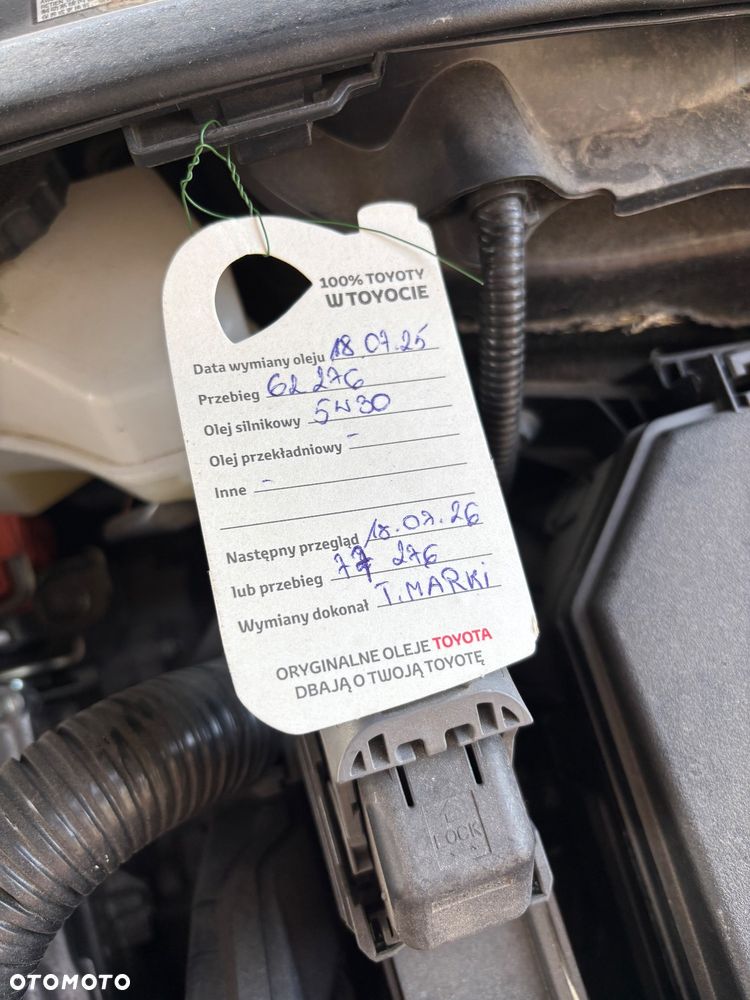 100% TOYOTY
W TOYOCIE
Data wymiany oleju 18 07.25
Przebieg 62 276
Olej silnikowy 5W30
Olej przekładniowy -
Inne -
Następny przegląd 18.07.26
lub przebieg 77 276
Wymiany dokonał T.MARKi
ORYGINALNE OLEJE TOYOTA
DBAJĄ O TWOJĄ TOYOTĘ
LOCK
OTOMOTO